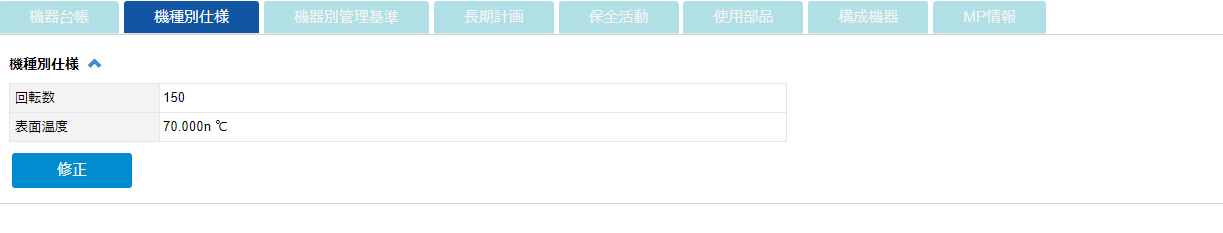 機器台帳 機種別仕様 機器別管理基準 長期計画 保全活動 使用部品 構成機器 MP情報
機種別仕様
回転数 150
表面温度 70.000n ℃
修正